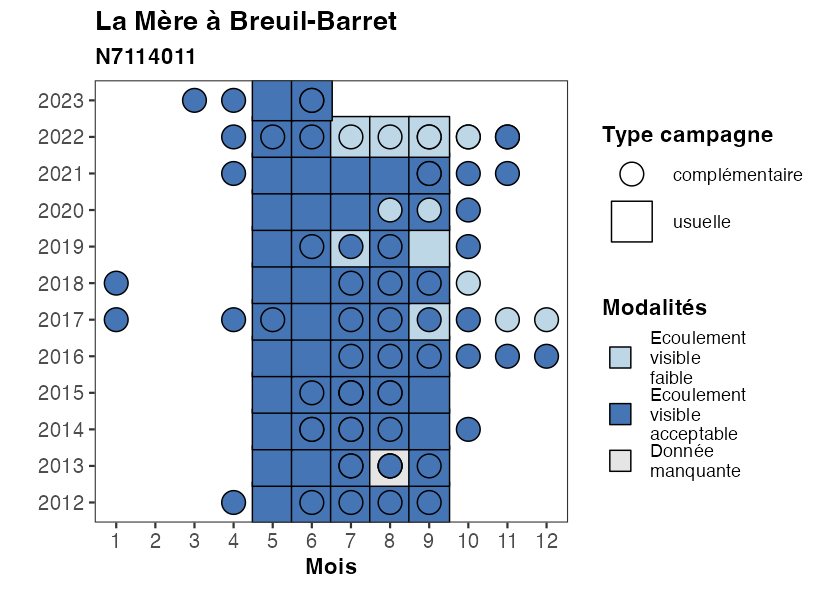 La Mère à Breuil-Barret
N7114011
2023
2022
2021
2020
2019
2018
2017
2016
2015
2014
2013
2012
1 2 3 4 5 6 7 8 9 10 11 12
Mois
Type campagne
complémentaire
usuelle
Modalités
Ecoulement
visible
faible
Ecoulement
visible
acceptable
Donnée
manquante